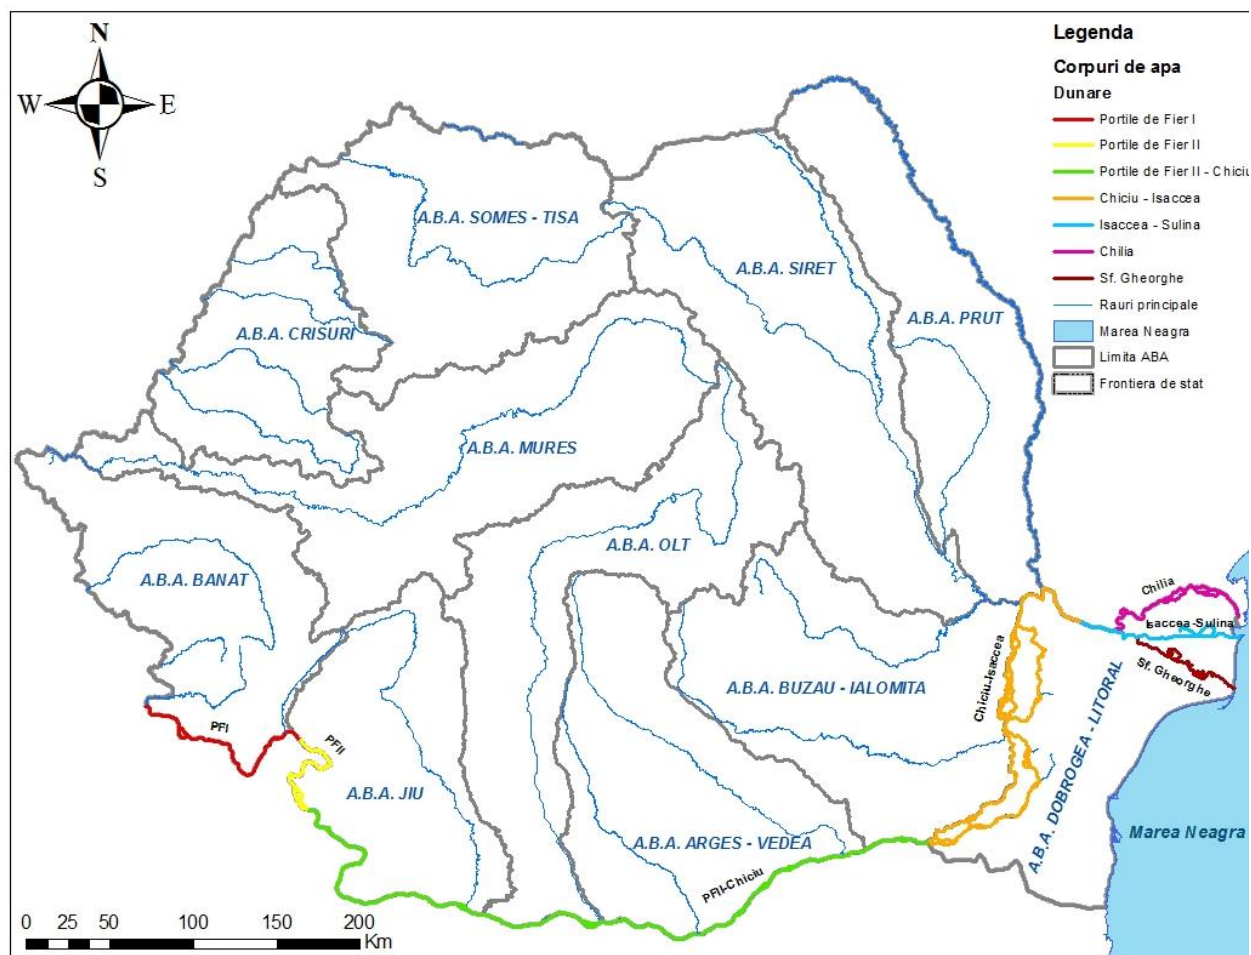 N
W
E
S
Legenda
Corpuri de apa
Dunare
Portile de Fier I
Portile de Fier II
Portile de Fier II - Chiciu
Chiciu - Isaccea
Isaccea - Sulina
Chilia
Sf. Gheorghe
Rauri principale
Marea Neagra
Limita ABA
Frontiera de stat
A.B.A. SOMES - TISA
A.B.A. SIRET
A.B.A. PRUT
A.B.A. CRISURI
A.B.A. MURES
A.B.A. OLT
A.B.A. BANAT
Chilia
Isaccea-Sulina
Sf. Gheorghe
Chiciu-Isaccea
A.B.A. BUZAU - IALOMITA
A.B.A. DOBROGEA - LITORAL
PFI
PFII
A.B.A. JIU
A.B.A. ARGES - VEDEA
PFII-Chiciu
Marea Neagra
0 25 50 100 150 200
Km